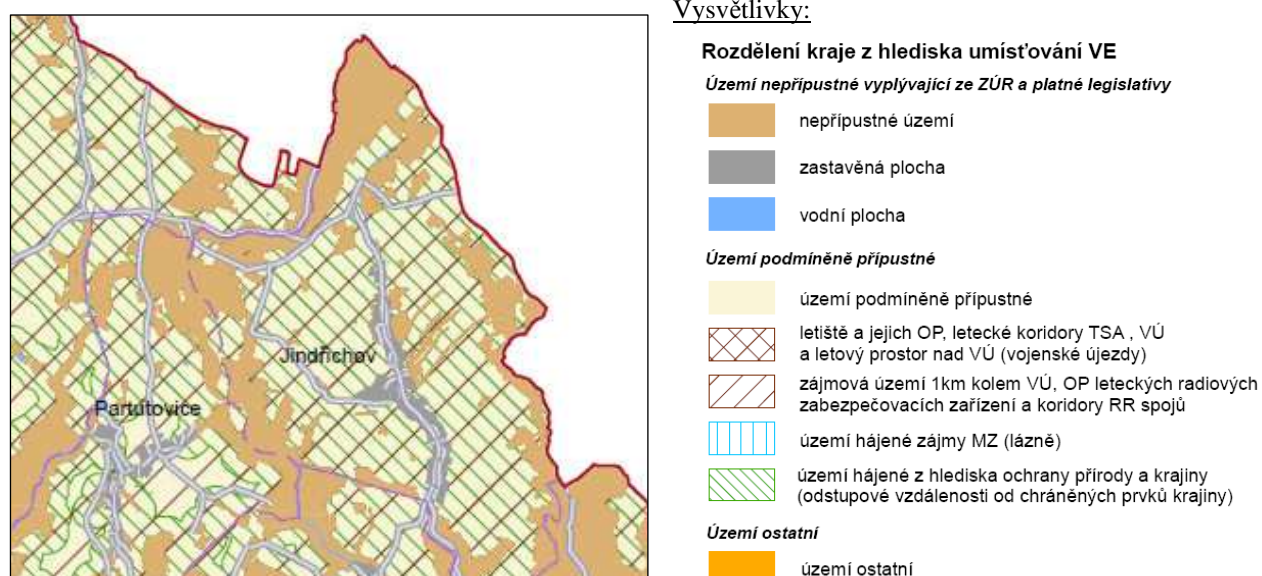 Vysvětlivky:
Rozdělení kraje z hlediska umísťování VE
Území nepřípustné vyplývající ze ZÚR a platné legislativy
nepřípustné území
zastavěná plocha
vodní plocha
Území podmíněně přípustné
území podmíněně přípustné
letiště a jejich OP, letecké koridory TSA , VÚ
a letový prostor nad VÚ (vojenské újezdy)
zájmová území 1km kolem VÚ, OP leteckých radiových
zabezpečovacích zařízení a koridory RR spojů
území hájené zájmy MZ (lázně)
území hájené z hlediska ochrany přírody a krajiny
(odstupové vzdálenosti od chráněných prvků krajiny)
Území ostatní
území ostatní
Jindřichov
Partutovice